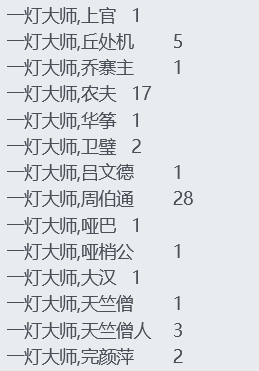 一灯大师,上官	1
一灯大师,丘处机	5
一灯大师,乔寨主	1
一灯大师,农夫	17
一灯大师,华筝	1
一灯大师,卫璧	2
一灯大师,吕文德	1
一灯大师,周伯通	28
一灯大师,哑巴	1
一灯大师,哑梢公	1
一灯大师,大汉	1
一灯大师,天竺僧	1
一灯大师,天竺僧人	3
一灯大师,完颜萍	2